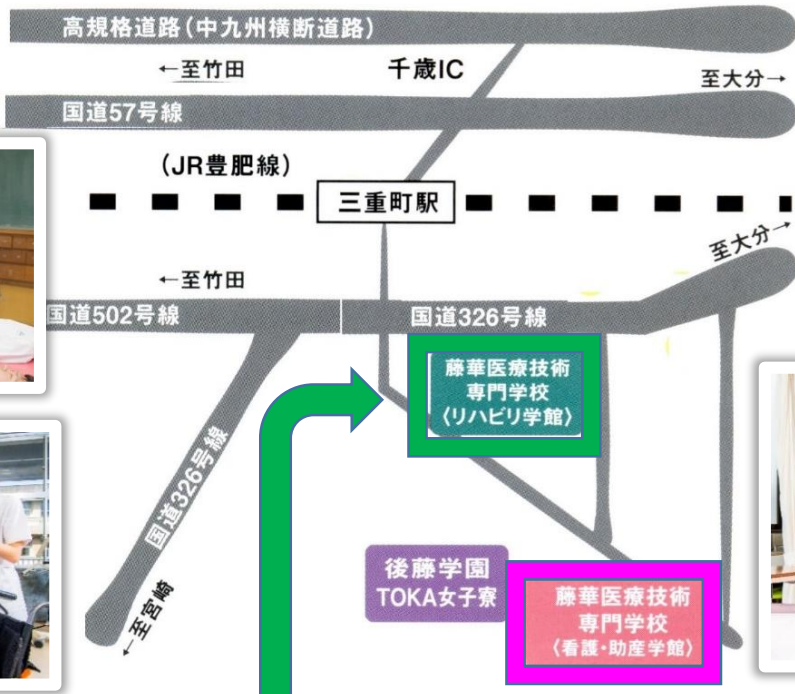 高規格道路(中九州横断道路)
←至竹田
千歳IC
至大分→
国道57号線
(JR豊肥線)
三重町駅
至大分→
←至竹田
国道502号線
国道326号線
藤華医療技術
専門学校
〈リハビリ学館〉
国道326号線
←至宮崎
後藤学園
TOKA女子寮
藤華医療技術
専門学校
〈看護・助産学館〉